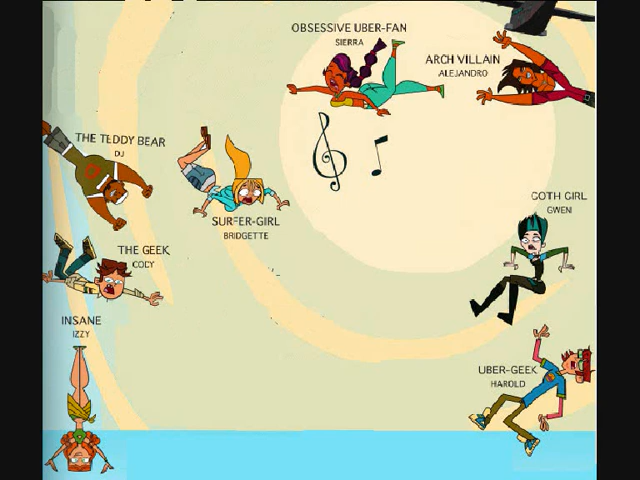 OBSESSIVE UBER-FAN
SIERRA
ARCH VILLAIN
ALEJANDRO
THE TEDDY BEAR
DJ
SURFER-GIRL
BRIDGETTE
GOTH GIRL
GWEN
THE GEEK
CODY
INSANE
IZZY
UBER-GEEK
HAROLD